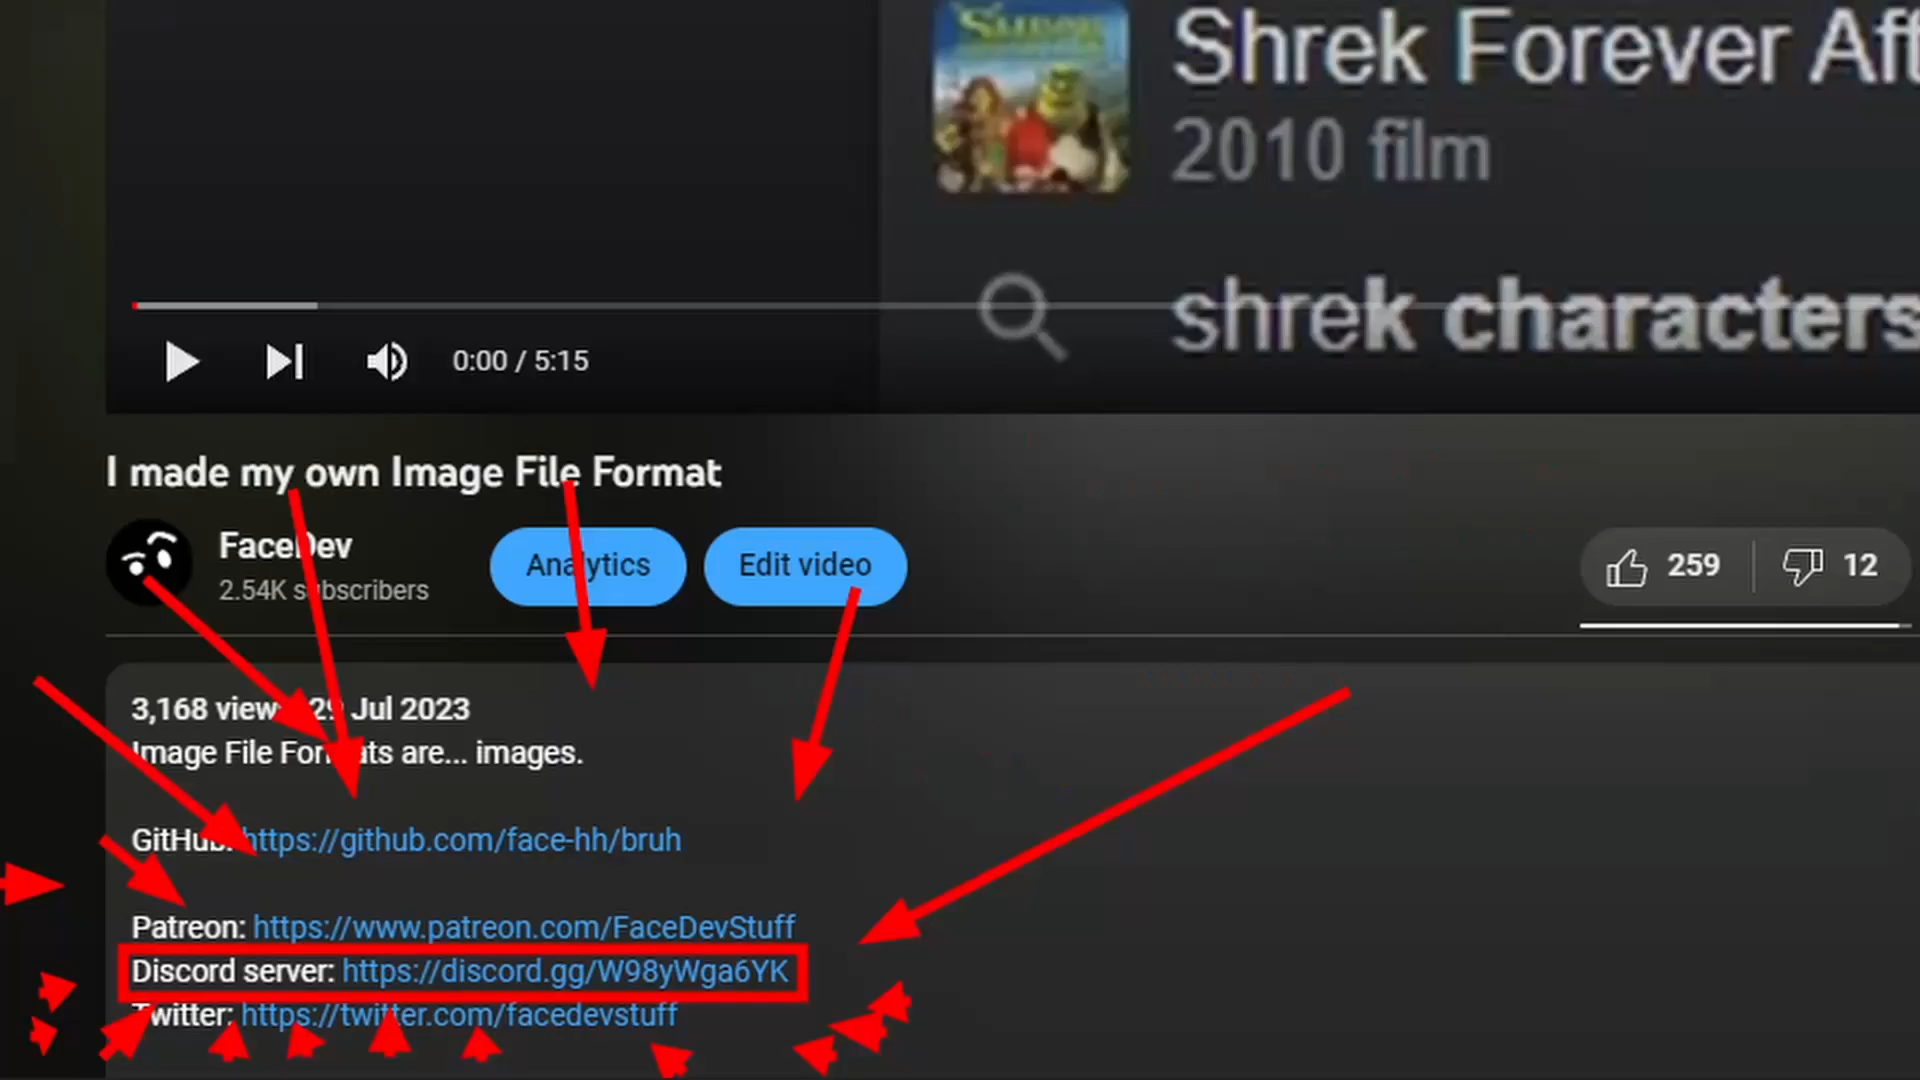 Shrek Forever Aft
2010 film
shrek characters
0:00 / 5:15
I made my own Image File Format
FaceDev
2.54K subscribers
Analytics
Edit video
259
12
3,168 views 29 Jul 2023
Image File Formats are... images.
GitHub: https://github.com/face-hh/bruh
Patreon: https://www.patreon.com/FaceDevStuff
Discord server: https://discord.gg/W98yWga6YK
Twitter: https://twitter.com/facedevstuff